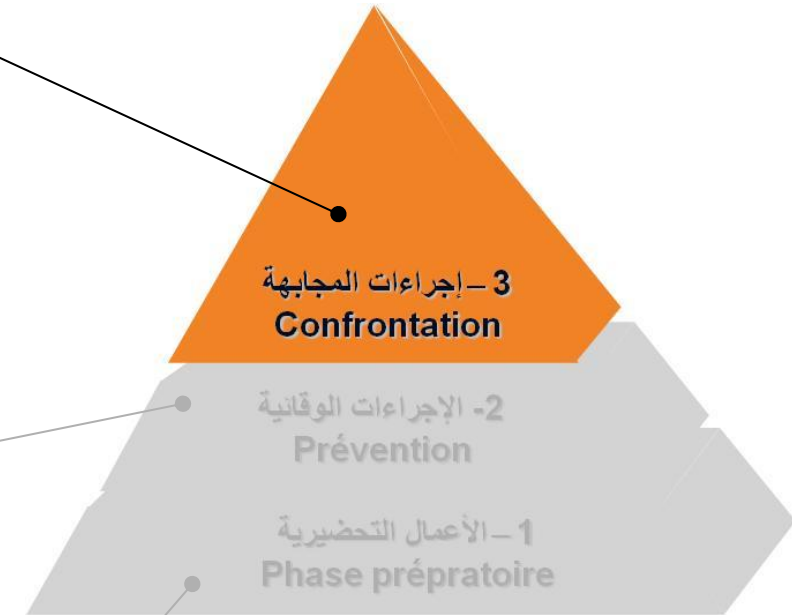 3 – إجراءات المجابهة
Confrontation
2- الإجراءات الوقائية
Prévention
1 – الأعمال التحضيرية
Phase prépratoire